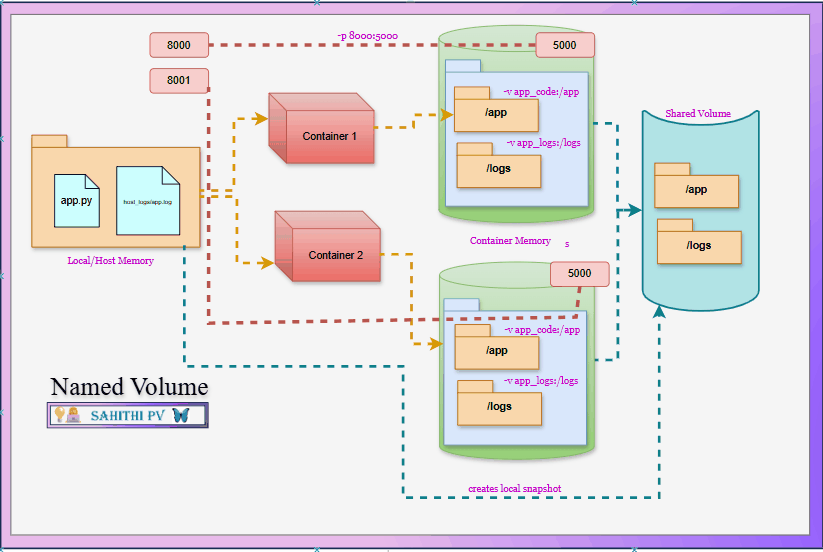 8000
-p 8000:5000
5000
8001
-v app_code:/app
/app
Container 1
-v app_logs:/logs
/logs
Shared Volume
/app
/logs
app.py
host_logs/app.log
Local/Host Memory
Container 2
Container Memory
s
5000
-v app_code:/app
/app
-v app_logs:/logs
/logs
Named Volume
SAHITHI PV
creates local snapshot